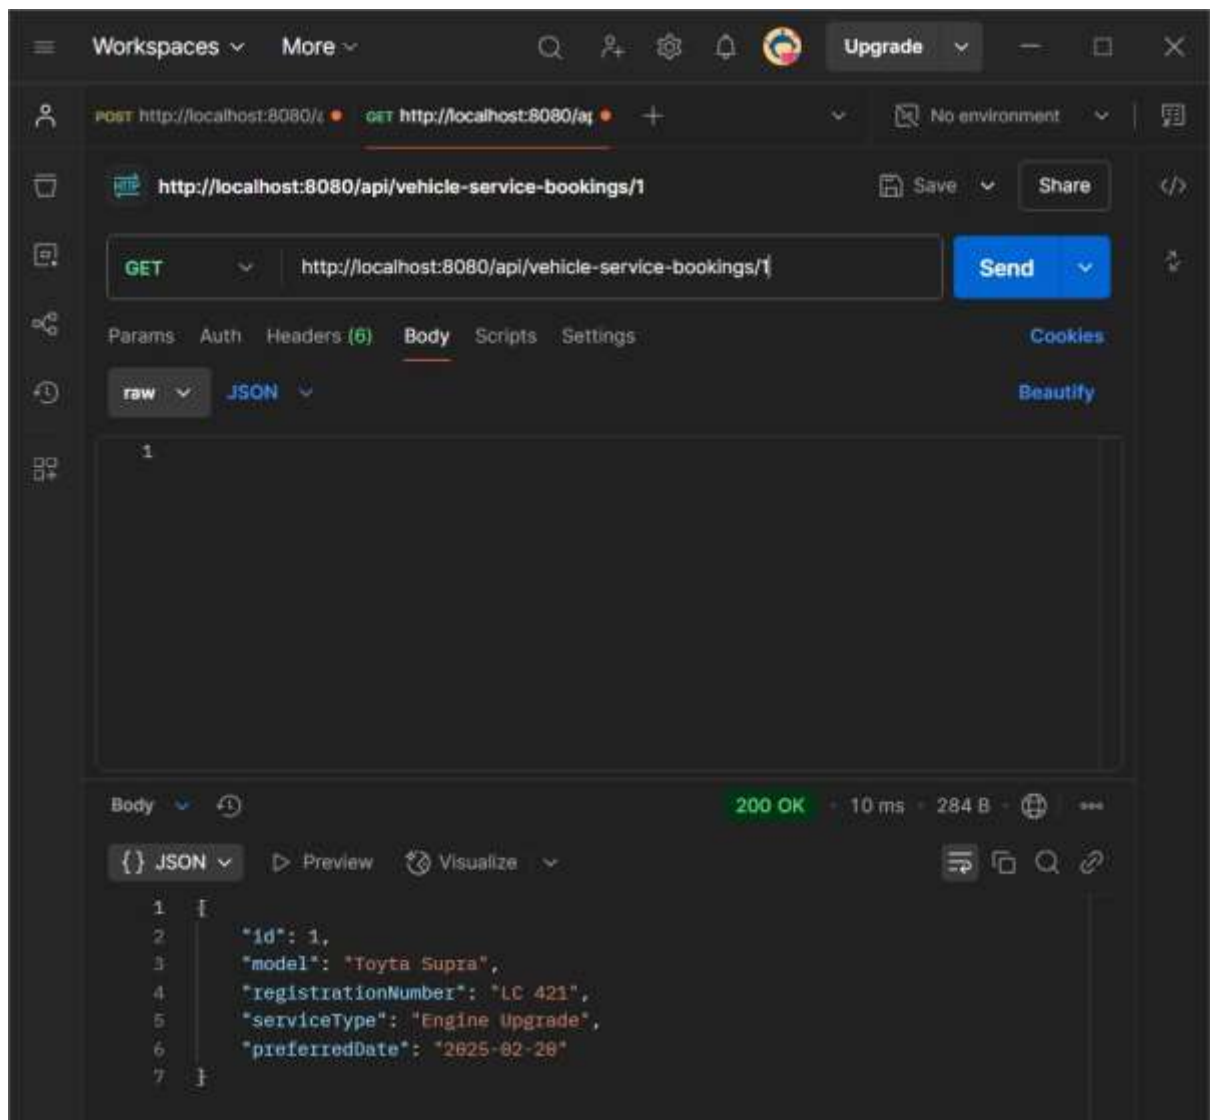 Workspaces More Upgrade
POST http://localhost:8080/a GET http://localhost:8080/ap No environment
HTTP http://localhost:8080/api/vehicle-service-bookings/1 Save Share
GET http://localhost:8080/api/vehicle-service-bookings/1 Send
Params Auth Headers (6) Body Scripts Settings Cookies
raw JSON Beautify
1
Body 200 OK 10 ms 284 B
{} JSON Preview Visualize
1 {
2 "id": 1,
3 "model": "Toyta Supra",
4 "registrationNumber": "LC 421",
5 "serviceType": "Engine Upgrade",
6 "preferredDate": "2025-02-20"
7 }